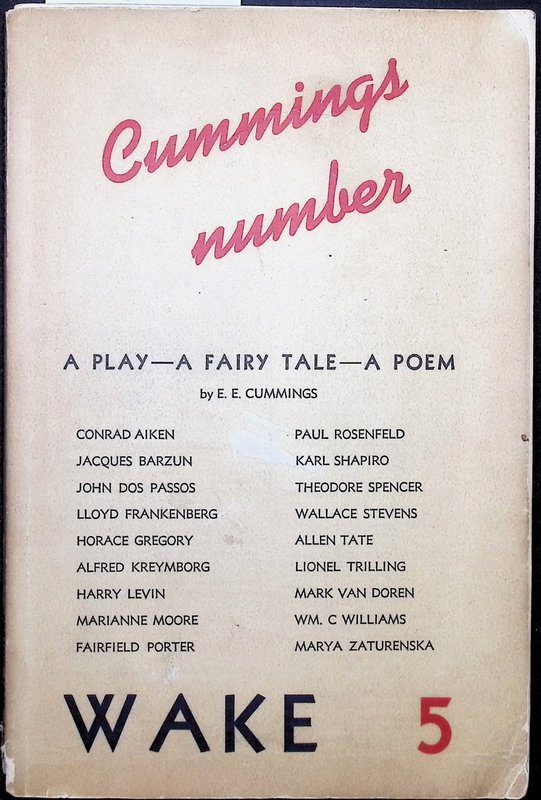 Cummings
number
A PLAY—A FAIRY TALE—A POEM
by E. E. CUMMINGS
CONRAD AIKEN
JACQUES BARZUN
JOHN DOS PASSOS
LLOYD FRANKENBERG
HORACE GREGORY
ALFRED KREYMBORG
HARRY LEVIN
MARIANNE MOORE
FAIRFIELD PORTER
PAUL ROSENFELD
KARL SHAPIRO
THEODORE SPENCER
WALLACE STEVENS
ALLEN TATE
LIONEL TRILLING
MARK VAN DOREN
WM. C WILLIAMS
MARYA ZATURENSKA
WAKE 5